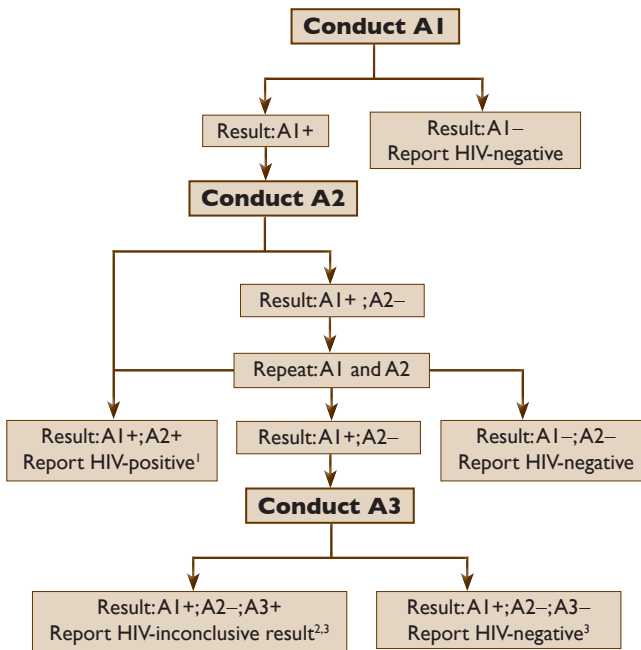 Conduct A1
Result:A1+
Result:A1–
Report HIV-negative
Conduct A2
Result:A1+ ;A2–
Repeat:A1 and A2
Result:A1+;A2+
Report HIV-positive¹
Result:A1+;A2–
Result:A1–;A2–
Report HIV-negative
Conduct A3
Result:A1+;A2–;A3+
Report HIV-inconclusive result²,³
Result:A1+;A2–;A3–
Report HIV-negative³